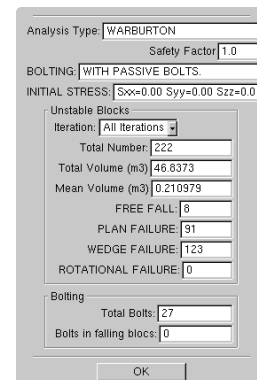 Analysis Type: WARBURTON
Safety Factor 1.0
BOLTING: WITH PASSIVE BOLTS.
INITIAL STRESS: Sxx=0.00 Syy=0.00 Szz=0.0
Unstable Blocks
Iteration: All Iterations
Total Number: 222
Total Volume (m3) 46.8373
Mean Volume (m3) 0.210979
FREE FALL: 8
PLAN FAILURE: 91
WEDGE FAILURE: 123
ROTATIONAL FAILURE: 0
Bolting
Total Bolts: 27
Bolts in falling blocs: 0
OK